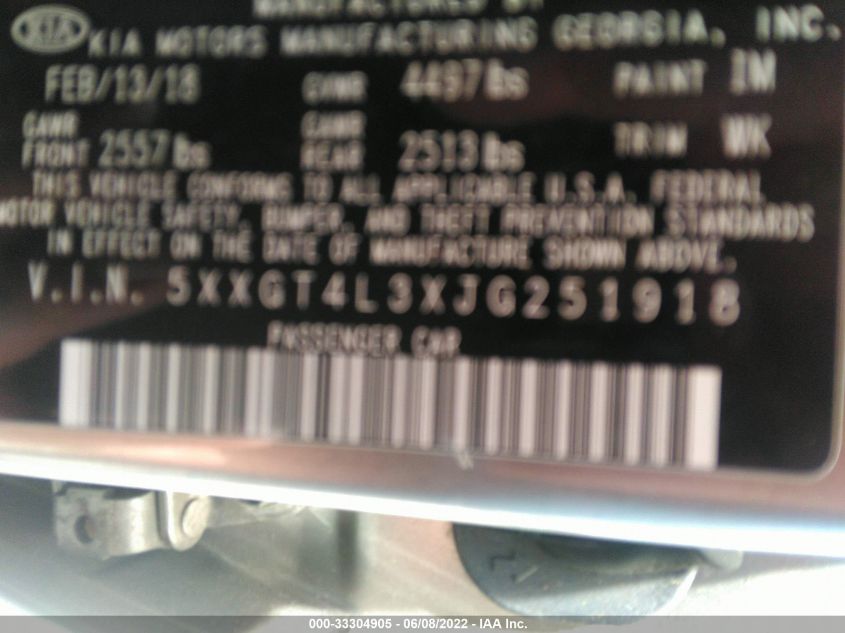 MANUFACTURED BY
KIA KIA MOTORS MANUFACTURING GEORGIA, INC.
FEB/13/18 GVWR 4497 lbs PAINT IM
GAWR FRONT 2557 lbs GAWR REAR 2513 lbs TRIM WK
THIS VEHICLE CONFORMS TO ALL APPLICABLE U.S.A. FEDERAL
MOTOR VEHICLE SAFETY, BUMPER, AND THEFT PREVENTION STANDARDS
IN EFFECT ON THE DATE OF MANUFACTURE SHOWN ABOVE.
V.I.N. 5XXGT4L3XJG251918
PASSENGER CAR
000-33304905 - 06/08/2022 - IAA Inc.